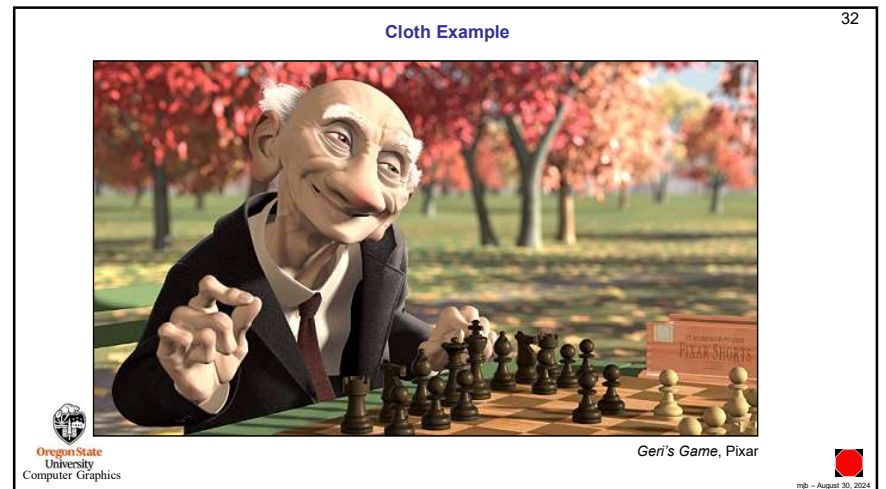 32
Cloth Example
PIXAR SHORTS
Geri's Game, Pixar
Oregon State
University
Computer Graphics
mjb – August 30, 2024